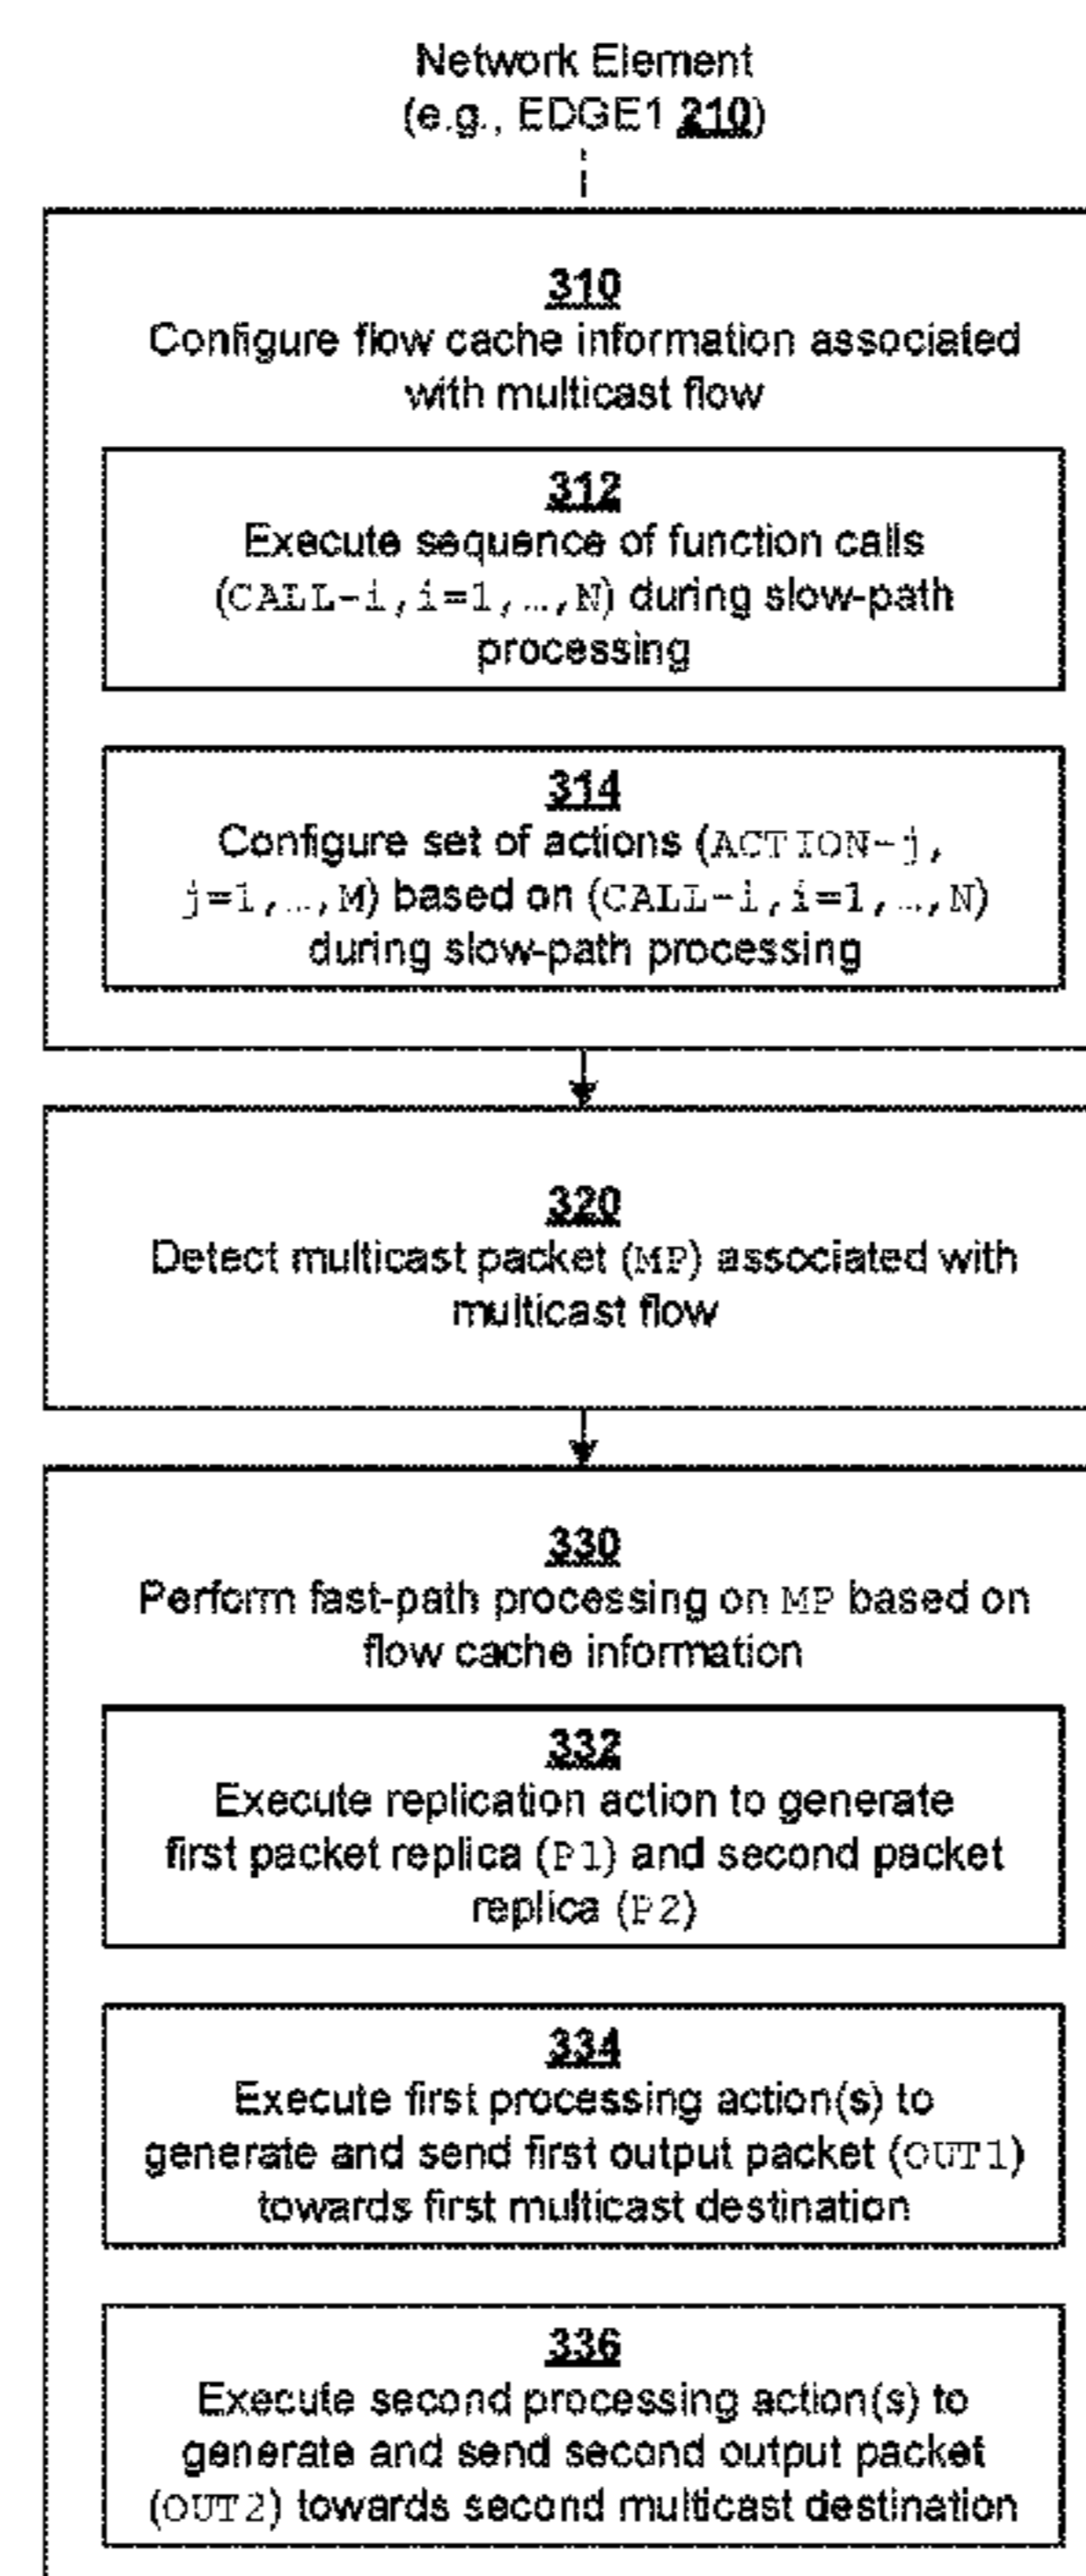 Network Element
(e.g., EDGE1 210)
310
Configure flow cache information associated
with multicast flow
312
Execute sequence of function calls
(CALL-i,i=1,…,N) during slow-path
processing
314
Configure set of actions (ACTION-j,
j=1,…,M) based on (CALL-i,i=1,…,N)
during slow-path processing
320
Detect multicast packet (MP) associated with
multicast flow
330
Perform fast-path processing on MP based on
flow cache information
332
Execute replication action to generate
first packet replica (P1) and second packet
replica (P2)
334
Execute first processing action(s) to
generate and send first output packet (OUT1)
towards first multicast destination
336
Execute second processing action(s) to
generate and send second output packet
(OUT2) towards second multicast destination